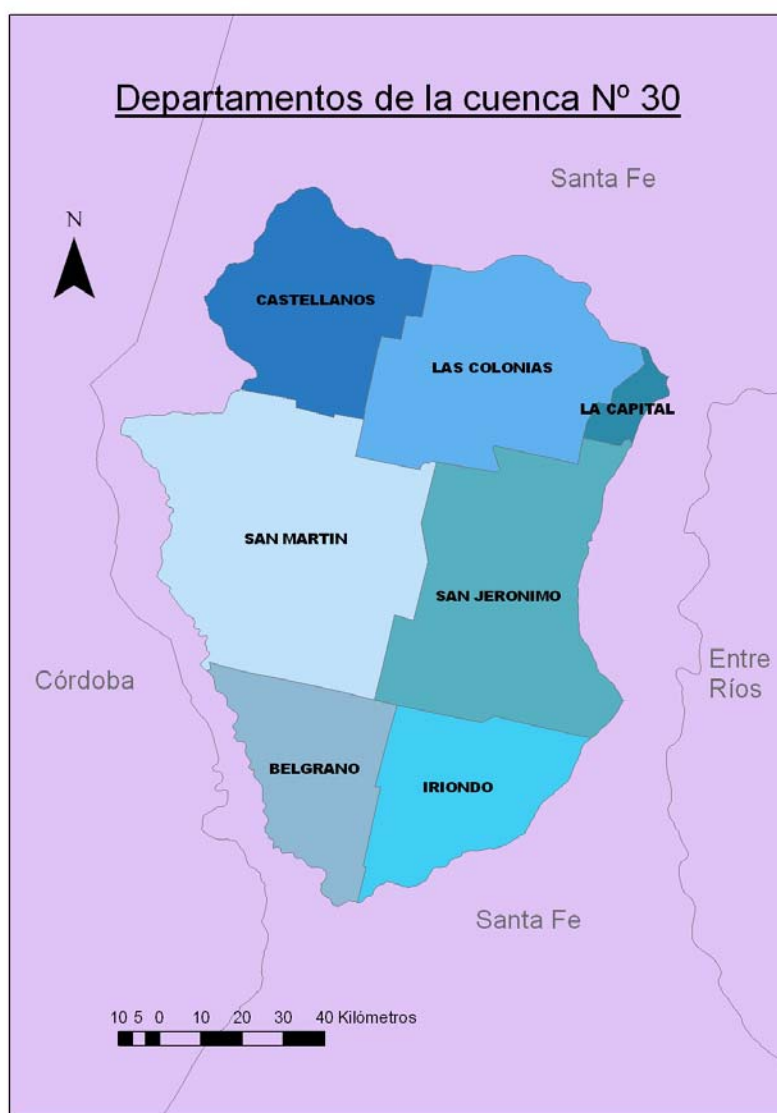 Departamentos de la cuenca Nº 30
Santa Fe
N
CASTELLANOS
LAS COLONIAS
LA CAPITAL
SAN MARTIN
SAN JERONIMO
Córdoba
Entre
Ríos
BELGRANO
IRIONDO
Santa Fe
10 5 0 10 20 30 40 Kilómetros